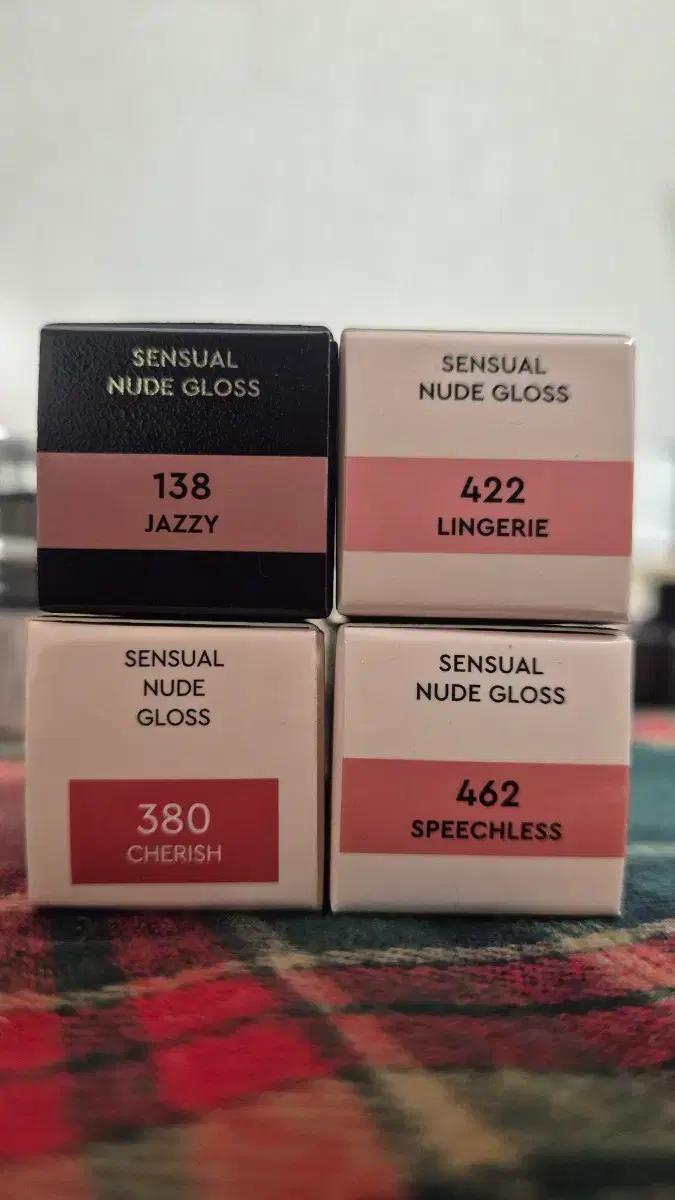 SENSUAL
NUDE GLOSS
138
JAZZY
SENSUAL
NUDE GLOSS
422
LINGERIE
SENSUAL
NUDE
GLOSS
380
CHERISH
SENSUAL
NUDE GLOSS
462
SPEECHLESS